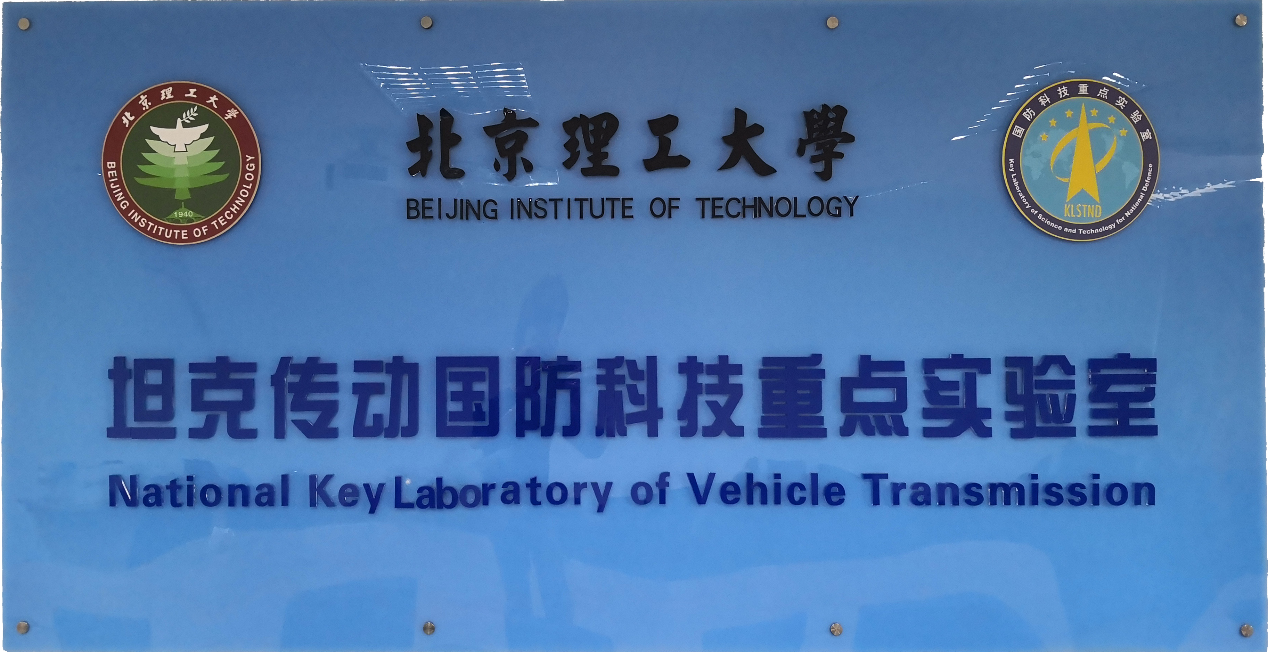 北京理工大学
BEIJING INSTITUTE OF TECHNOLOGY
1940
北京理工大學
BEIJING INSTITUTE OF TECHNOLOGY
国防科技重点实验室
KLSTND
Key Laboratory of Science and Technology for National Defence
坦克传动国防科技重点实验室
National Key Laboratory of Vehicle Transmission